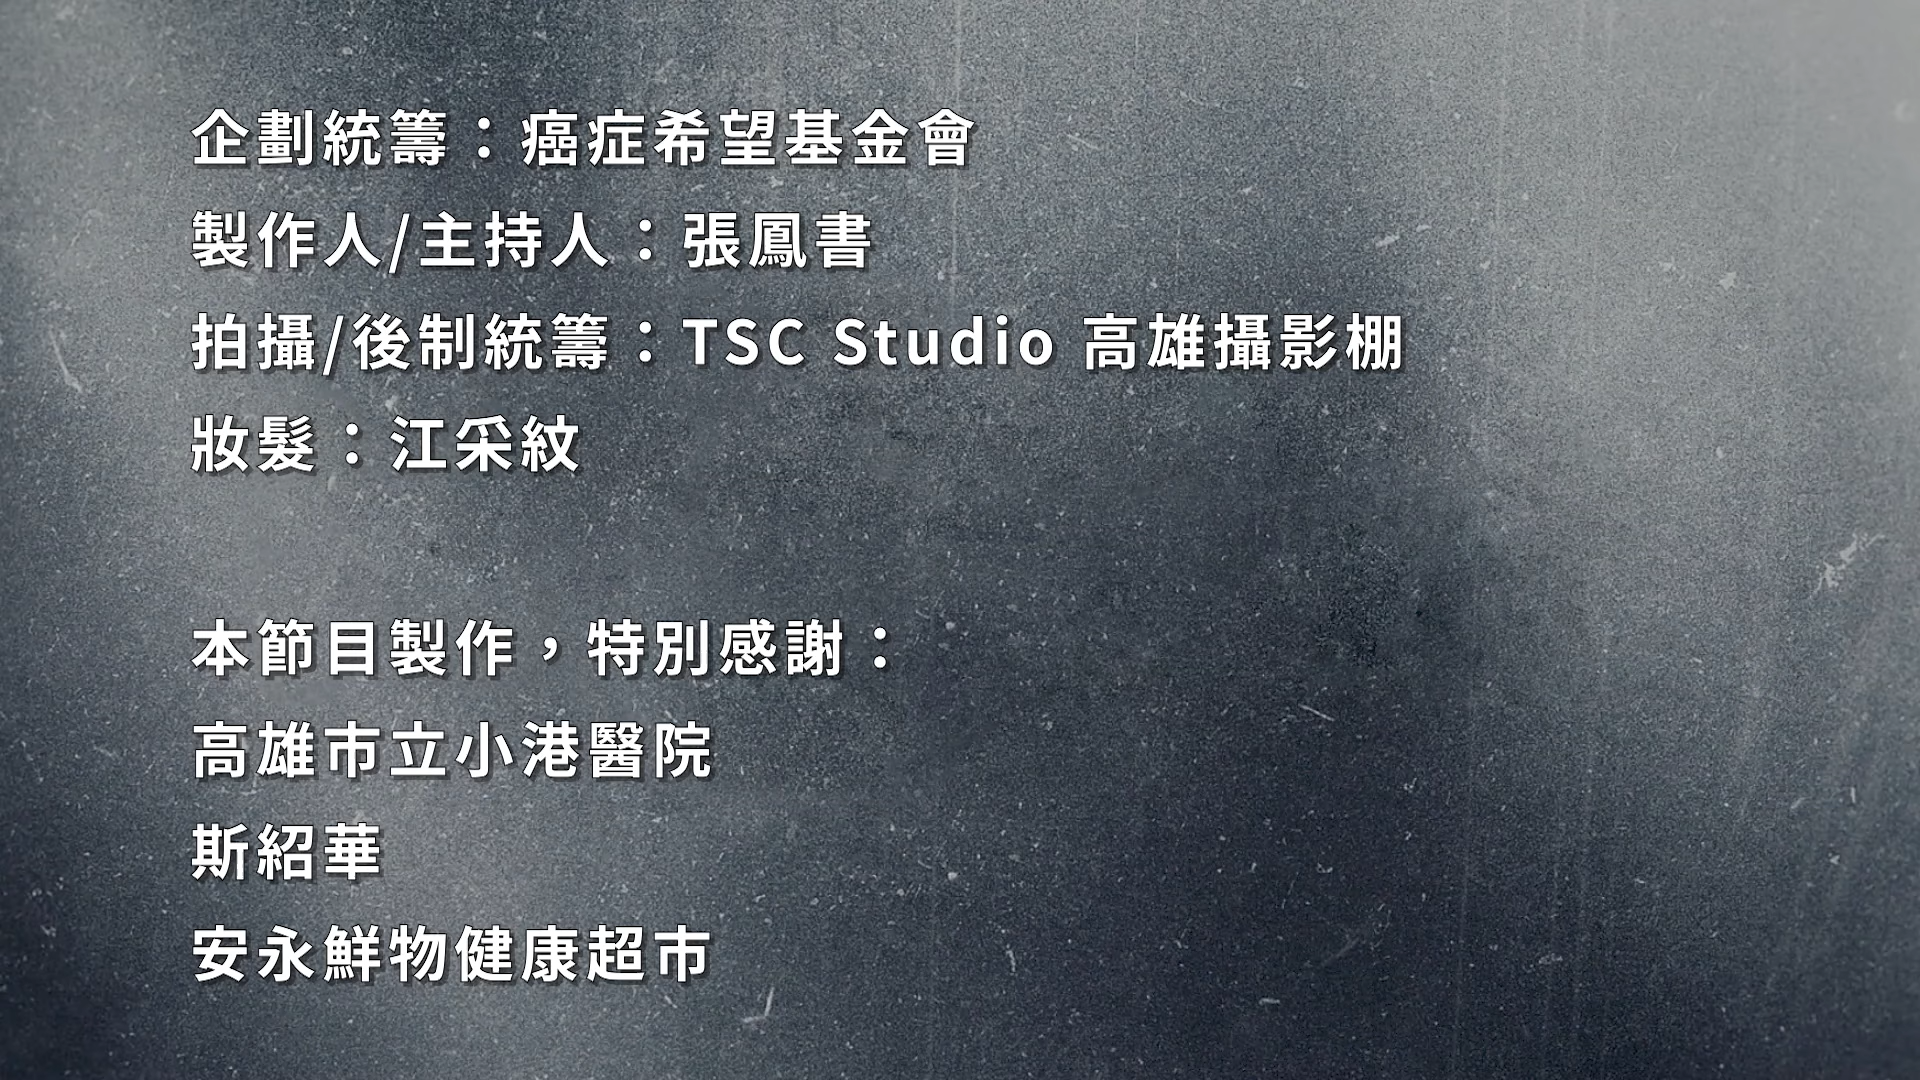 企劃統籌：癌症希望基金會
製作人/主持人：張鳳書
拍攝/後制統籌：TSC Studio 高雄攝影棚
妝髮：江采紋
本節目製作，特別感謝：
高雄市立小港醫院
斯紹華
安永鮮物健康超市